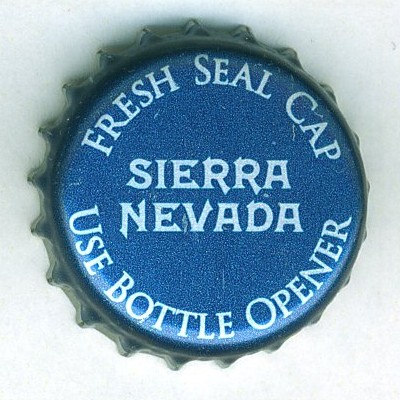 Fresh Seal Cap
SIERRA
NEVADA
Use Bottle Opener